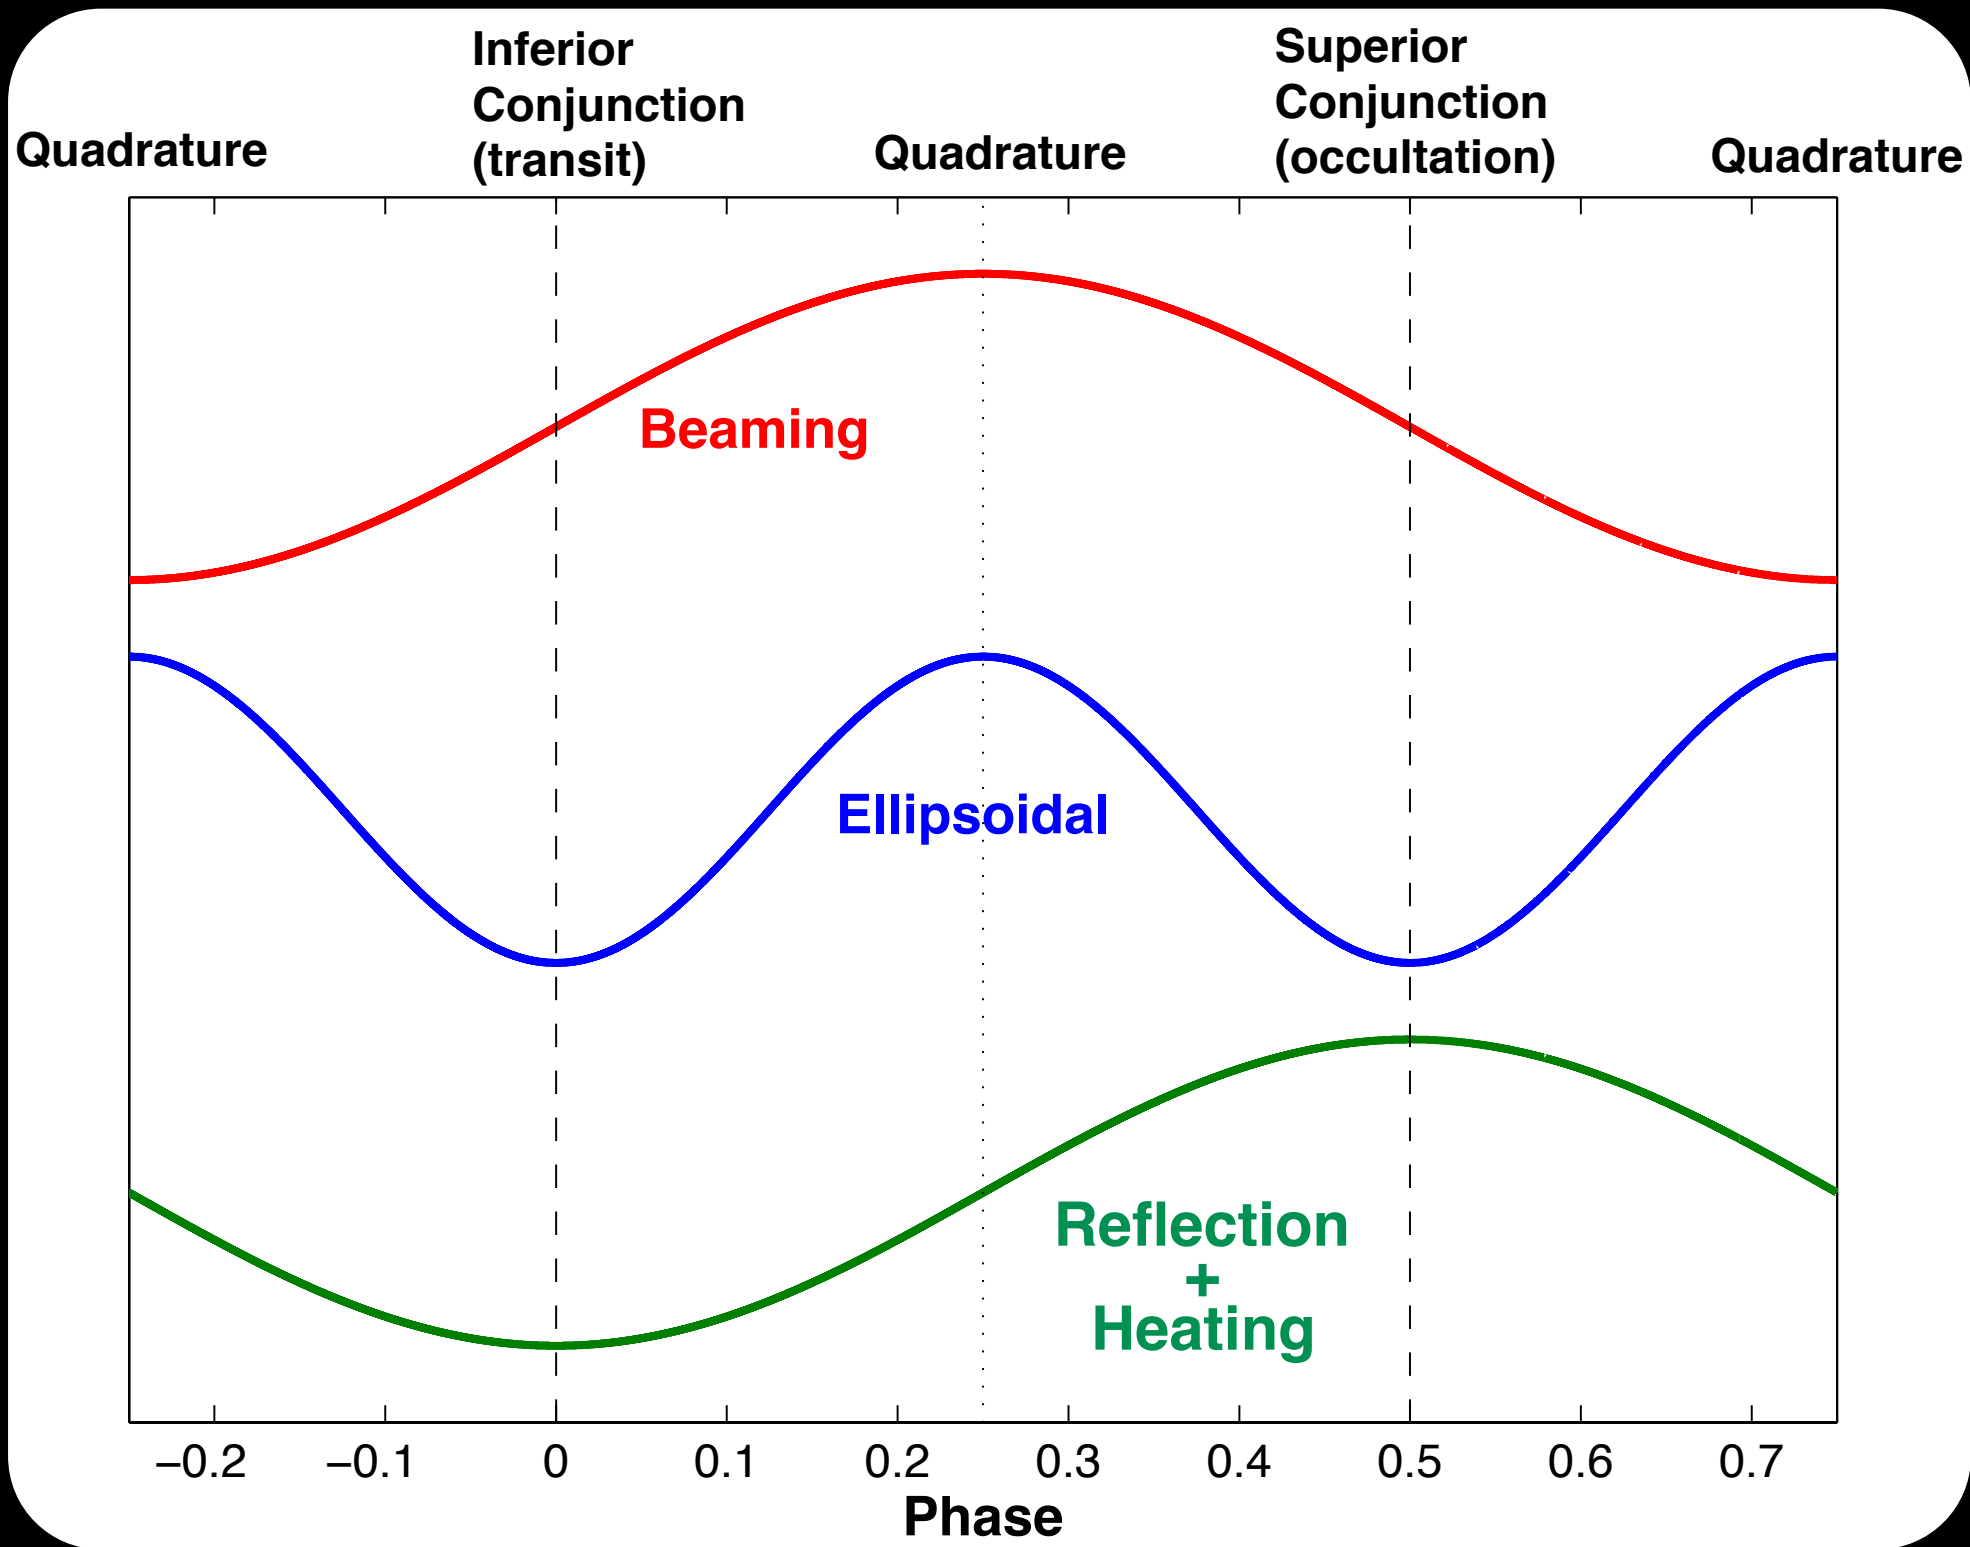 Inferior
Conjunction
(transit)
Superior
Conjunction
(occultation)
Quadrature
Quadrature
Quadrature
Beaming
Ellipsoidal
Reflection
+
Heating
−0.2 −0.1 0 0.1 0.2 0.3 0.4 0.5 0.6 0.7
Phase